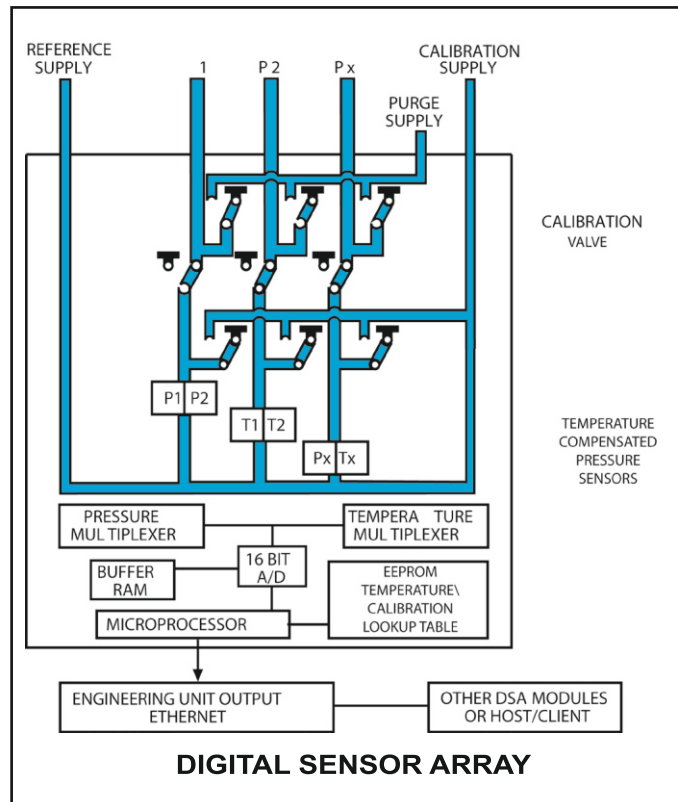 REFERENCE
SUPPLY
1
P 2
P x
CALIBRATION
SUPPLY
PURGE
SUPPLY
CALIBRATION
VALVE
P1 P2
T1 T2
Px Tx
TEMPERATURE
COMPENSATED
PRESSURE
SENSORS
PRESSURE
MUL TIPLEXER
TEMPERA TURE
MUL TIPLEXER
16 BIT
A/D
BUFFER
RAM
EEPROM
TEMPERATURE\
CALIBRATION
LOOKUP TABLE
MICROPROCESSOR
ENGINEERING UNIT OUTPUT
ETHERNET
OTHER DSA MODULES
OR HOST/CLIENT
DIGITAL SENSOR ARRAY